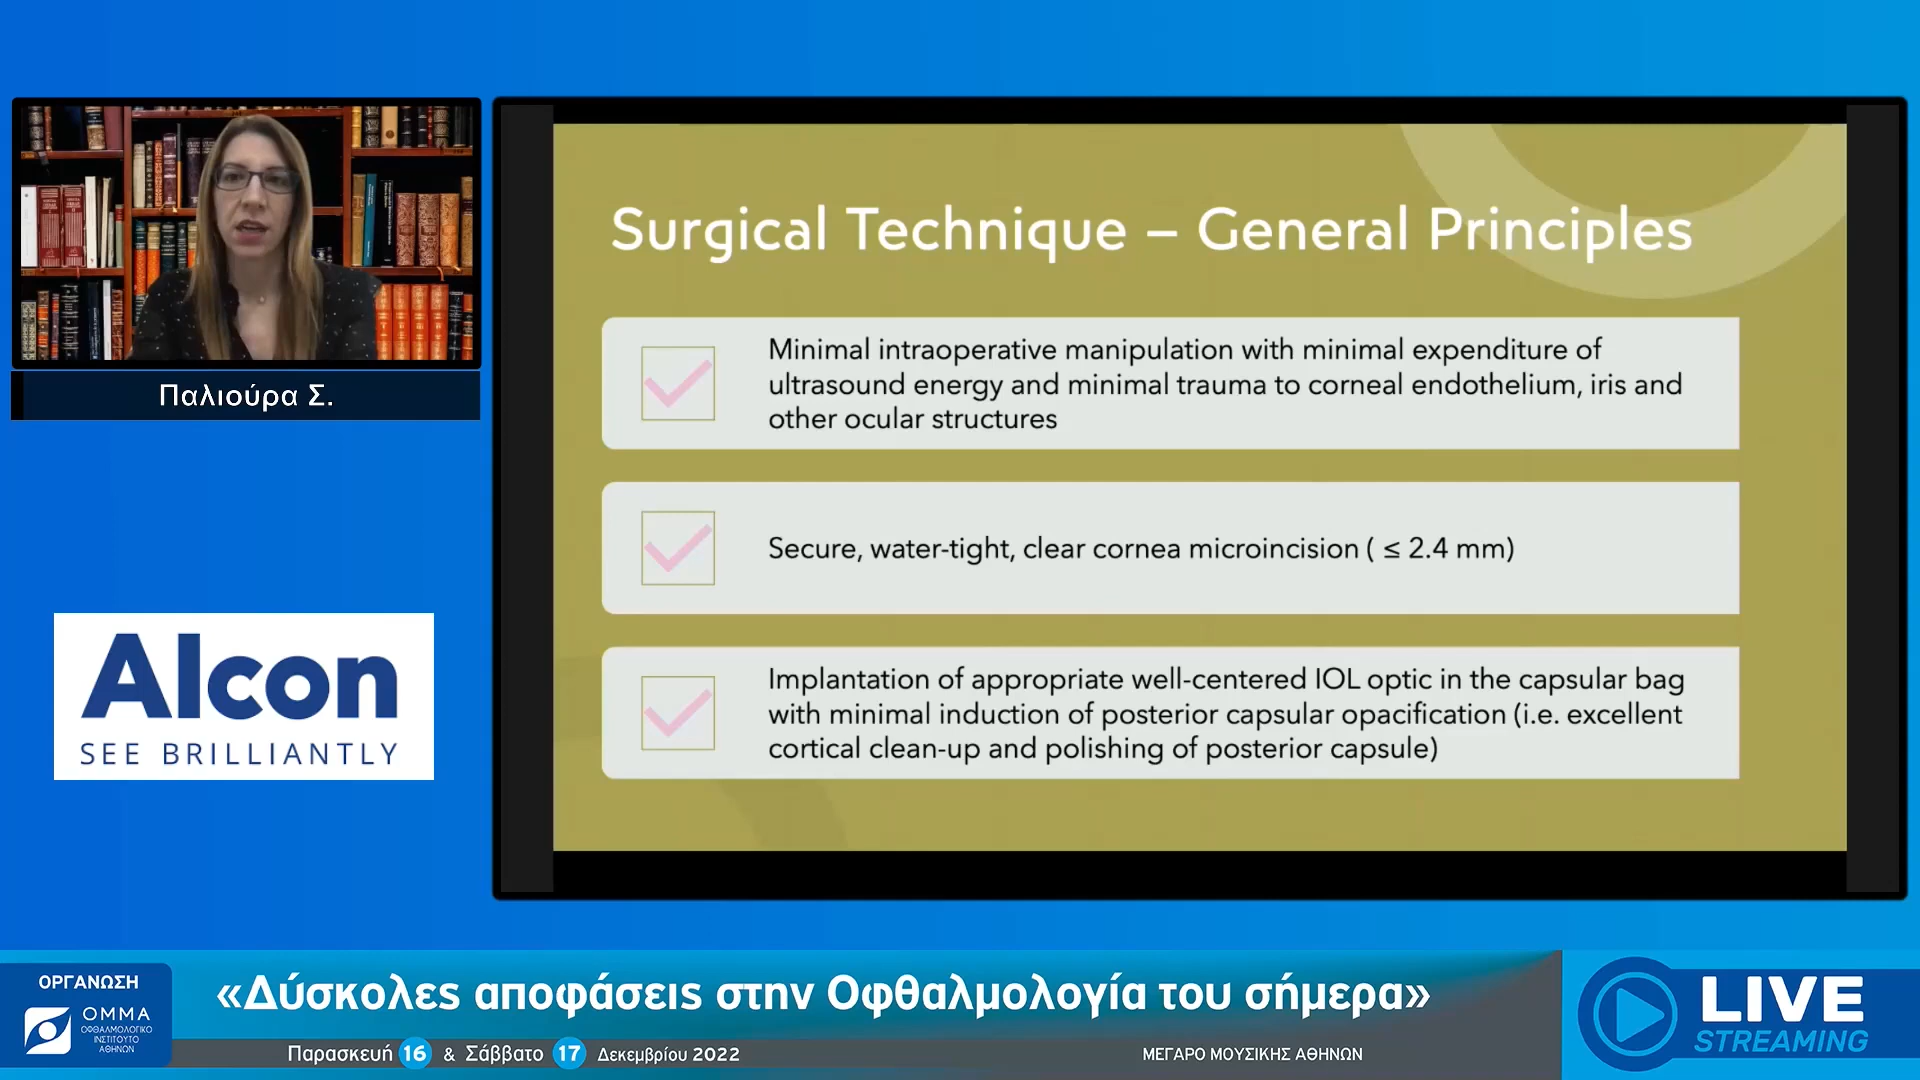 Παλιούρα Σ.
Alcon
SEE BRILLIANTLY
Surgical Technique – General Principles
Minimal intraoperative manipulation with minimal expenditure of
ultrasound energy and minimal trauma to corneal endothelium, iris and
other ocular structures
Secure, water-tight, clear cornea microincision ( ≤ 2.4 mm)
Implantation of appropriate well-centered IOL optic in the capsular bag
with minimal induction of posterior capsular opacification (i.e. excellent
cortical clean-up and polishing of posterior capsule)
ΟΡΓΑΝΩΣΗ
ΟΜΜΑ
ΟΦΘΑΛΜΟΛΟΓΙΚΟ
ΙΝΣΤΙΤΟΥΤΟ
ΑΘΗΝΩΝ
«Δύσκολες αποφάσεις στην Οφθαλμολογία του σήμερα»
Παρασκευή 16 & Σάββατο 17 Δεκεμβρίου 2022
ΜΕΓΑΡΟ ΜΟΥΣΙΚΗΣ ΑΘΗΝΩΝ
LIVE
STREAMING